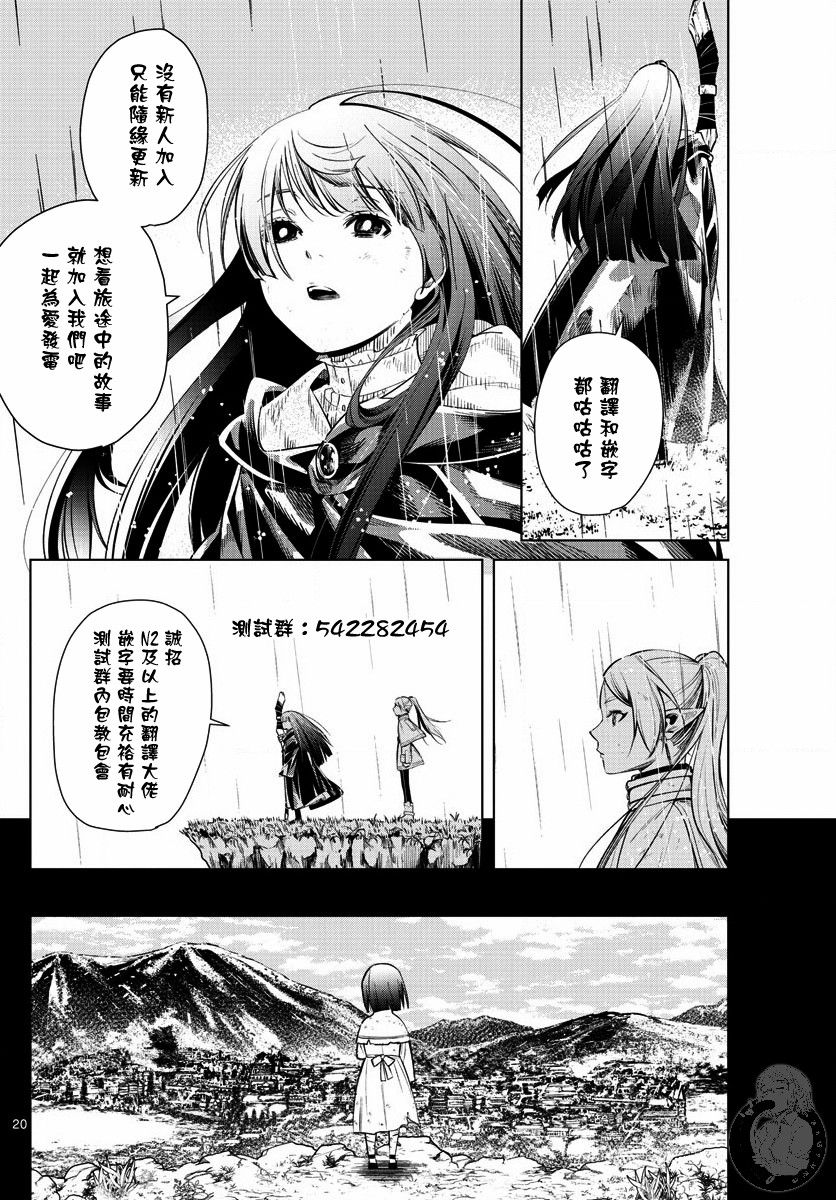 翻譯和嵌字
都咕咕咕了
沒有新人加入
只能隨緣更新
想看旅途中的故事
就加入我們吧
一起為愛發電
測試群：542282454
誠招
N2及以上的翻譯大佬
嵌字要時間充裕有耐心
測試群內包教包會
20